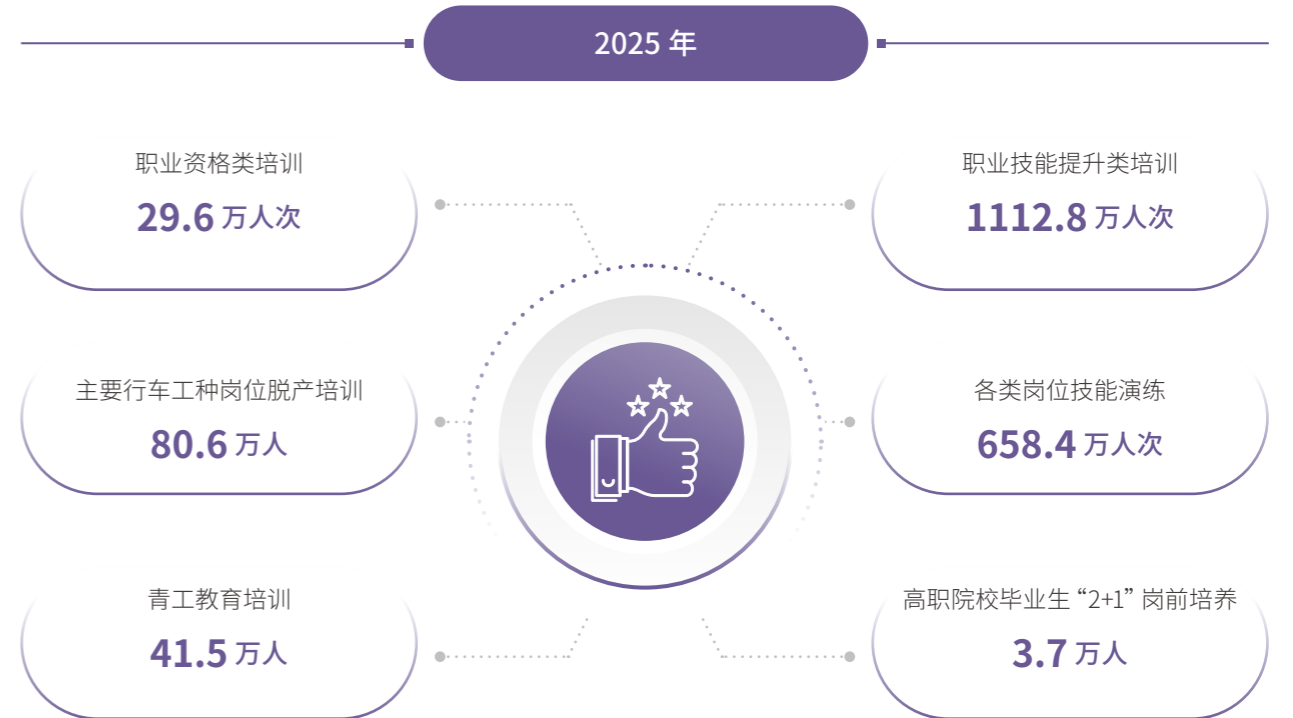 2025 年
职业资格类培训
29.6 万人次
职业技能提升类培训
1112.8 万人次
主要行车工种岗位脱产培训
80.6 万人
各类岗位技能演练
658.4 万人次
青工教育培训
41.5 万人
高职院校毕业生 “2+1” 岗前培养
3.7 万人